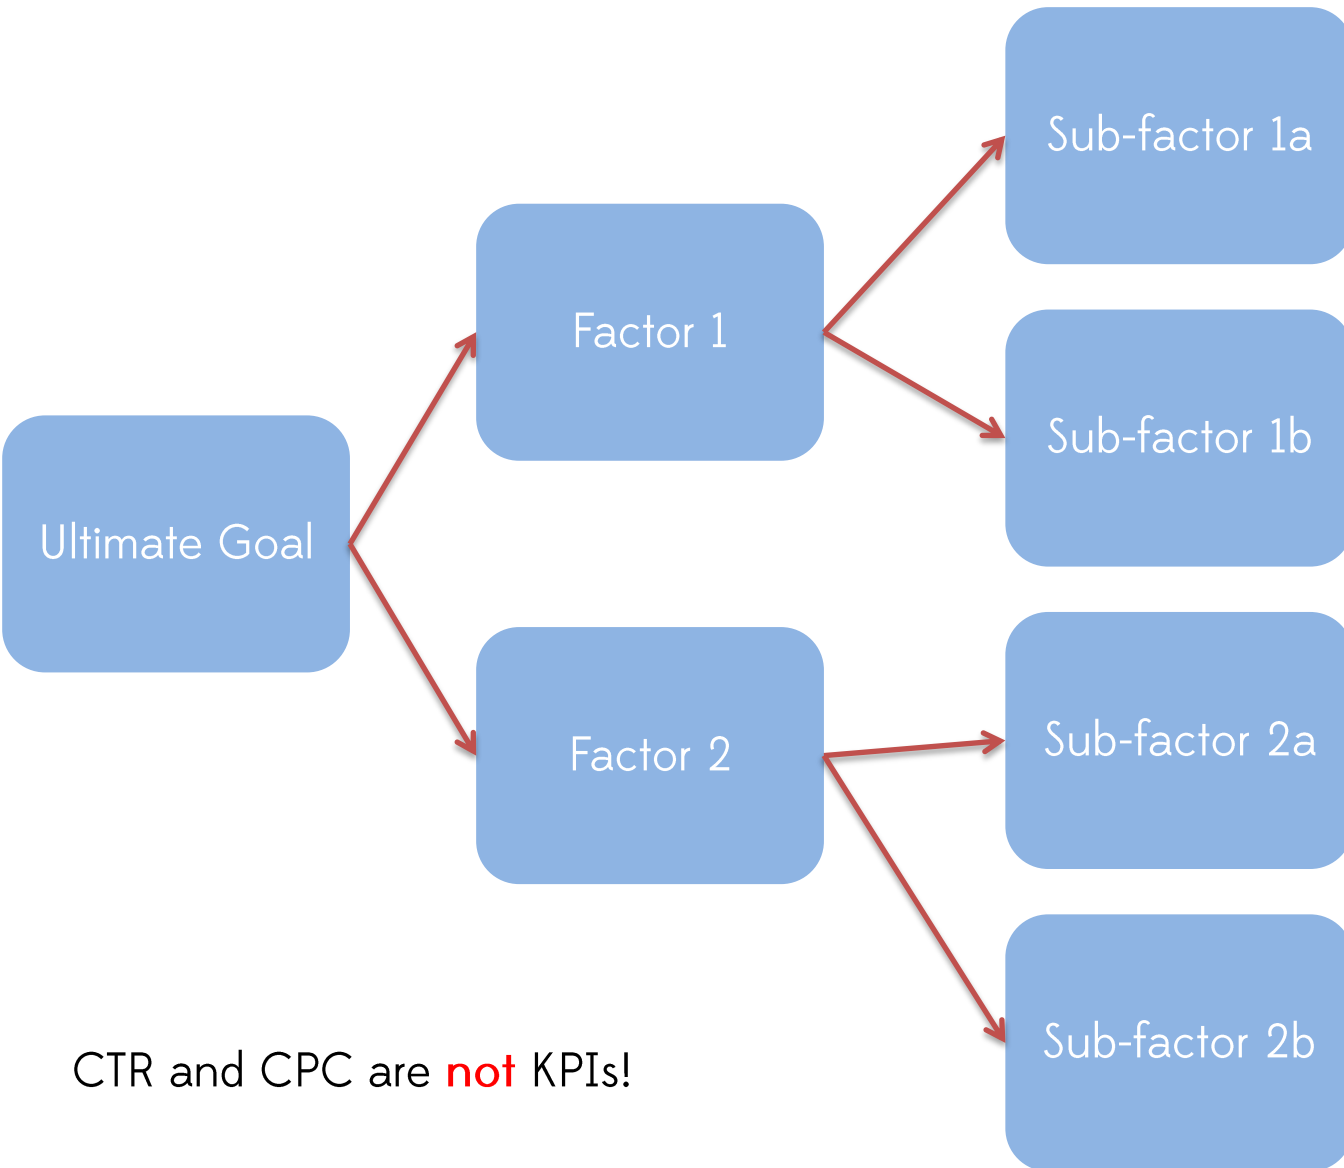 Sub-factor 1a
Factor 1
Sub-factor 1b
Ultimate Goal
Factor 2
Sub-factor 2a
Sub-factor 2b
CTR and CPC are not KPIs!